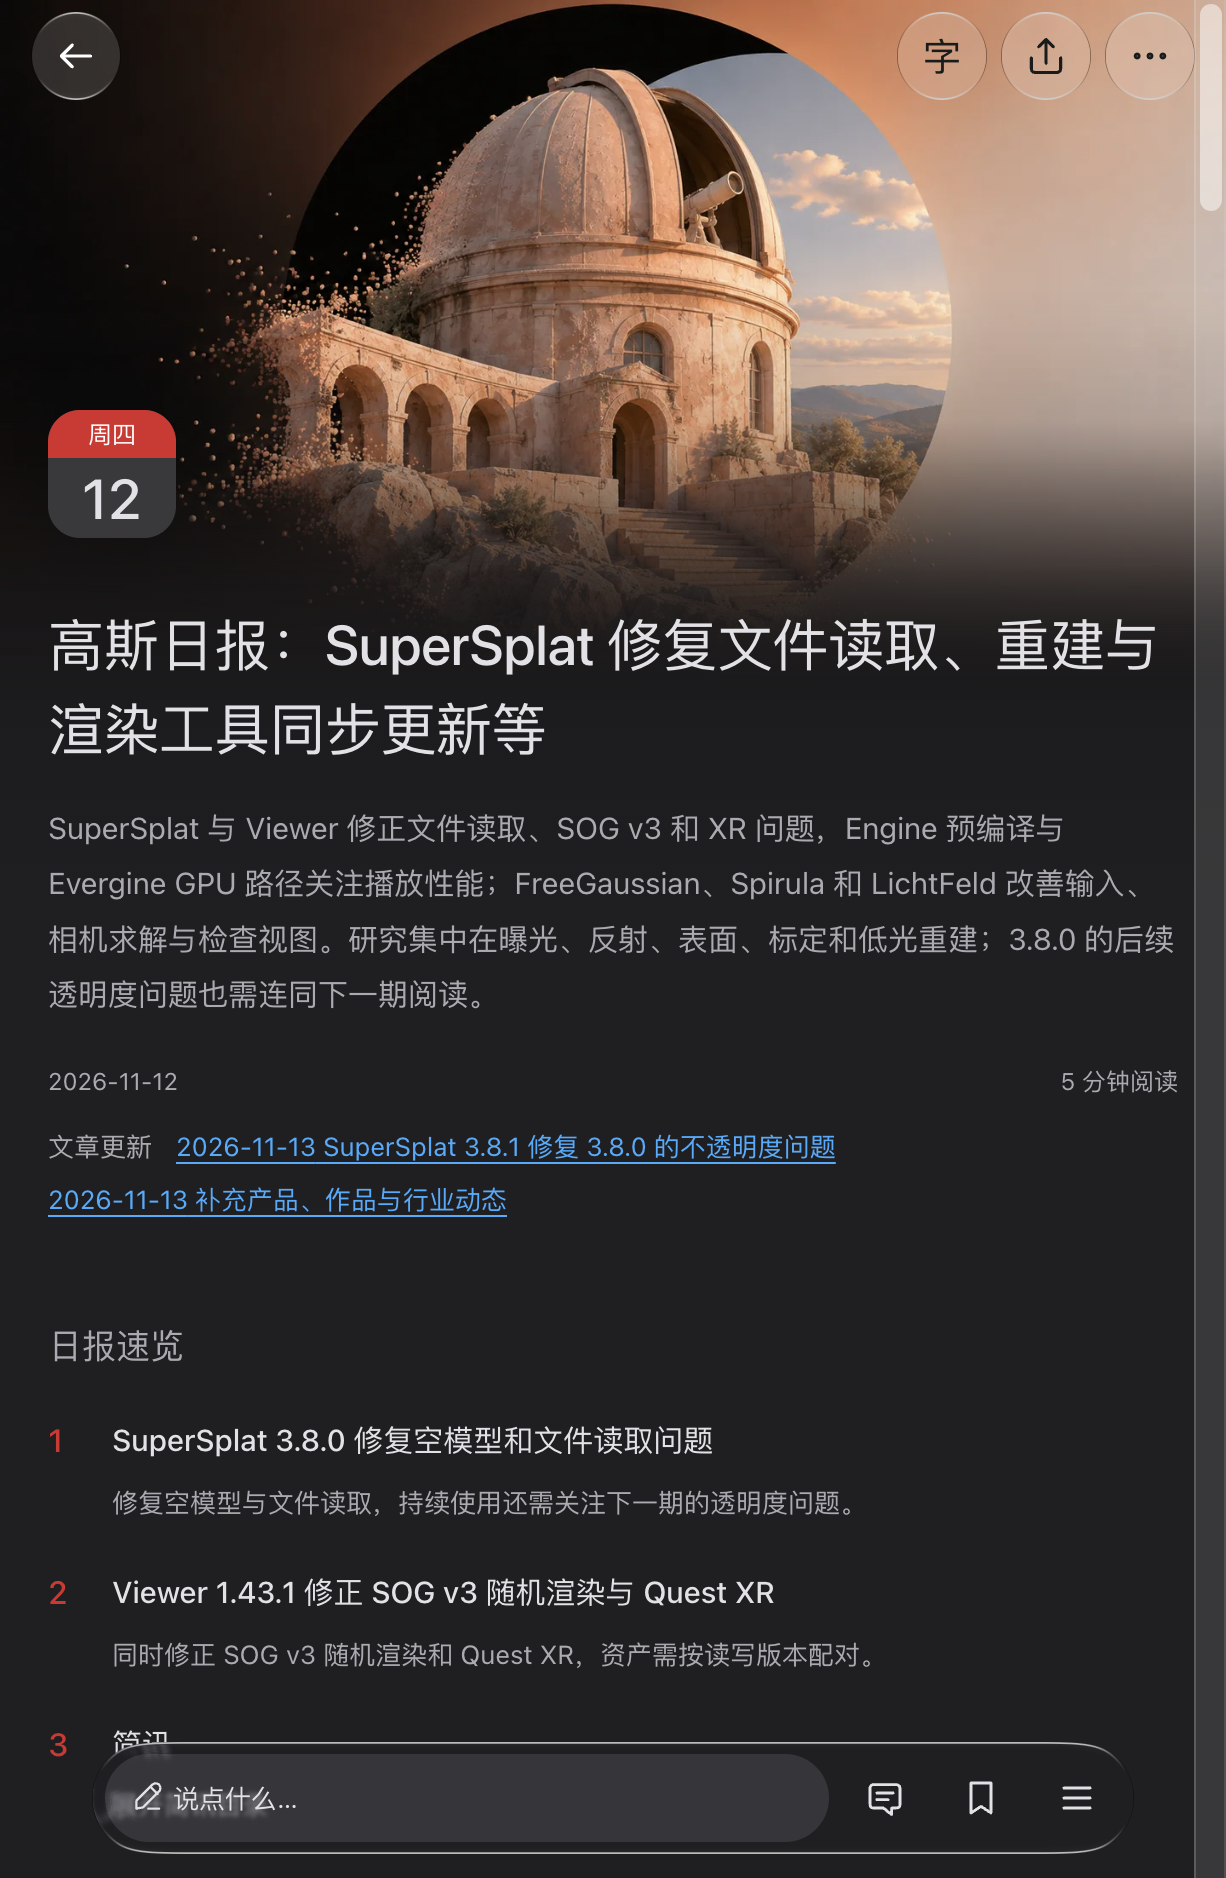 字
周四
12
高斯日报：SuperSplat 修复文件读取、重建与
渲染工具同步更新等
SuperSplat 与 Viewer 修正文件读取、SOG v3 和 XR 问题，Engine 预编译与
Evergine GPU 路径关注播放性能；FreeGaussian、Spirula 和 LichtFeld 改善输入、
相机求解与检查视图。研究集中在曝光、反射、表面、标定和低光重建；3.8.0 的后续
透明度问题也需连同下一期阅读。
2026-11-12
5 分钟阅读
文章更新 2026-11-13 SuperSplat 3.8.1 修复 3.8.0 的不透明度问题
2026-11-13 补充产品、作品与行业动态
日报速览
1 SuperSplat 3.8.0 修复空模型和文件读取问题
修复空模型与文件读取，持续使用还需关注下一期的透明度问题。
2 Viewer 1.43.1 修正 SOG v3 随机渲染与 Quest XR
同时修正 SOG v3 随机渲染和 Quest XR，资产需按读写版本配对。
3 简讯
说点什么...